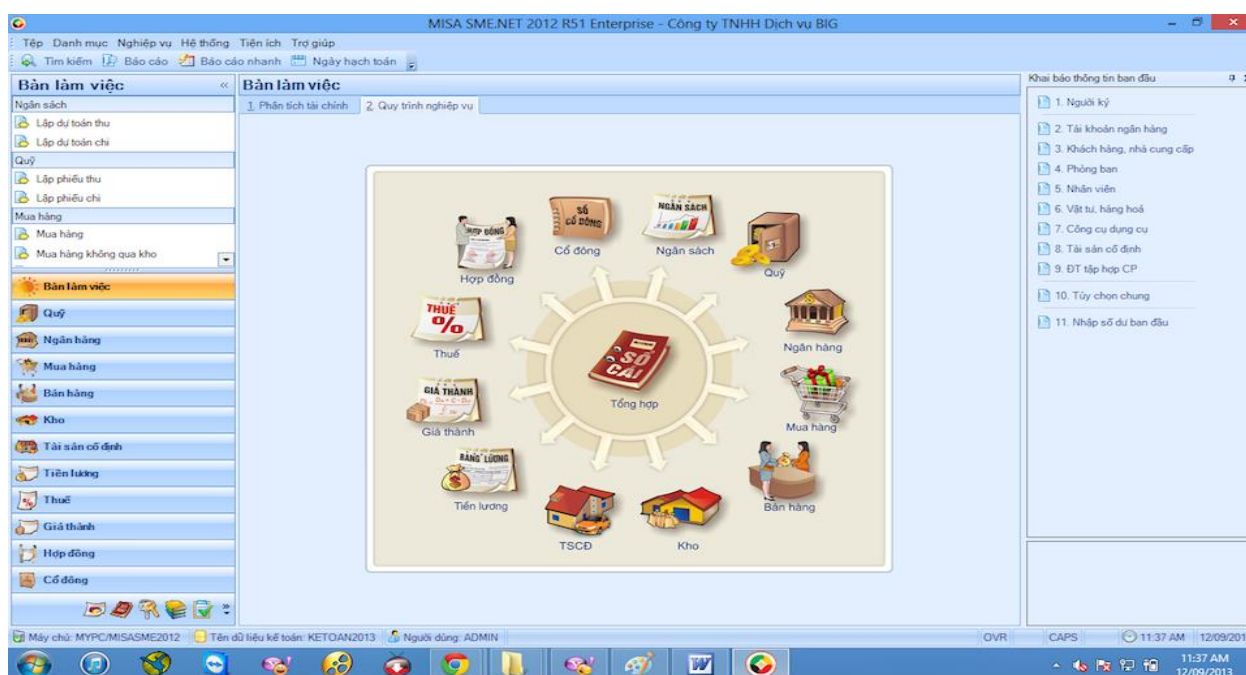 MISA SME.NET 2012 R51 Enterprise - Công ty TNHH Dịch vụ BIG
Tệp Danh mục Nghiệp vụ Hệ thống Tiện ích Trợ giúp
Tìm kiếm Báo cáo Báo cáo nhanh Ngày hạch toán
Bàn làm việc
Ngân sách
Lập dự toán thu
Lập dự toán chi
Quỹ
Lập phiếu thu
Lập phiếu chi
Mua hàng
Mua hàng
Mua hàng không qua kho
Bàn làm việc
Quỹ
Ngân hàng
Mua hàng
Bán hàng
Kho
Tài sản cố định
Tiền lương
Thuế
Giá thành
Hợp đồng
Cổ đông
Bàn làm việc
1. Phân tích tài chính
2. Quy trình nghiệp vụ
HỢP ĐỒNG
Hợp đồng
SỔ CỔ ĐÔNG
Cổ đông
NGÂN SÁCH
Ngân sách
Quỹ
THUẾ
%
Thuế
Ngân hàng
SỔ CÁI
Tổng hợp
GIÁ THÀNH
Giá thành
Mua hàng
BẢNG LƯƠNG
Tiền lương
Bán hàng
TSCĐ
Kho
Khai báo thông tin ban đầu
1. Người ký
2. Tài khoản ngân hàng
3. Khách hàng, nhà cung cấp
4. Phòng ban
5. Nhân viên
6. Vật tư, hàng hoá
7. Công cụ dụng cụ
8. Tài sản cố định
9. ĐT tập hợp CP
10. Tùy chọn chung
11. Nhập số dư ban đầu
Máy chủ: MYPC/MISASME2012 Tên dữ liệu kế toán: KETOAN2013 Người dùng: ADMIN OVR CAPS 11:37 AM 12/09/201
11:37 AM
12/09/2013